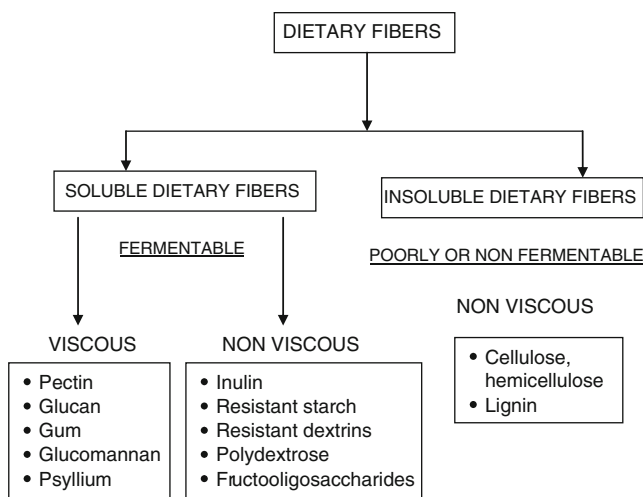 DIETARY FIBERS
SOLUBLE DIETARY FIBERS
INSOLUBLE DIETARY FIBERS
FERMENTABLE
POORLY OR NON FERMENTABLE
VISCOUS
• Pectin
• Glucan
• Gum
• Glucomannan
• Psyllium
NON VISCOUS
• Inulin
• Resistant starch
• Resistant dextrins
• Polydextrose
• Fructooligosaccharides
NON VISCOUS
• Cellulose,
hemicellulose
• Lignin